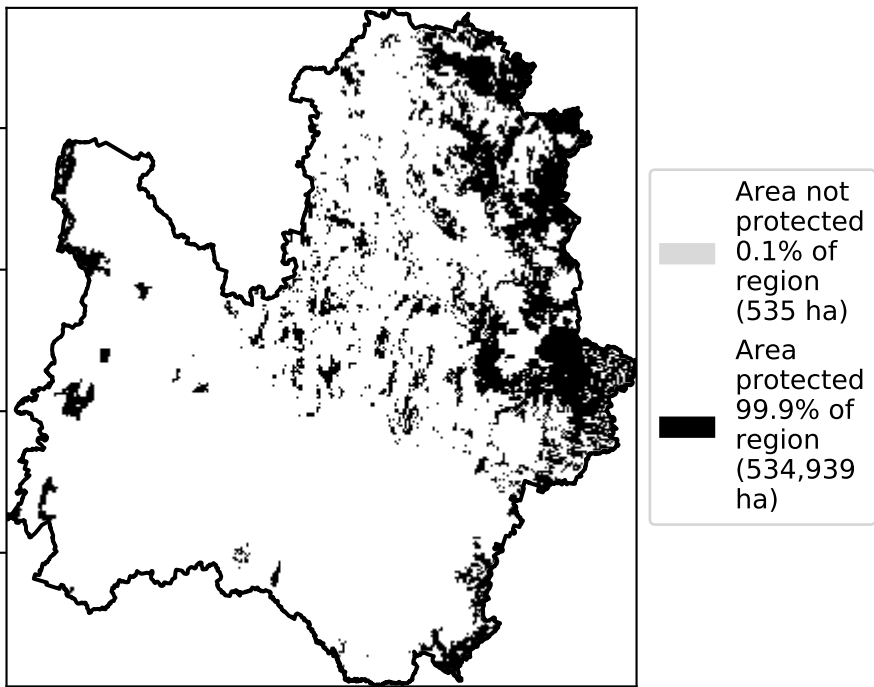 Area not
protected
0.1% of
region
(535 ha)
Area
protected
99.9% of
region
(534,939
ha)